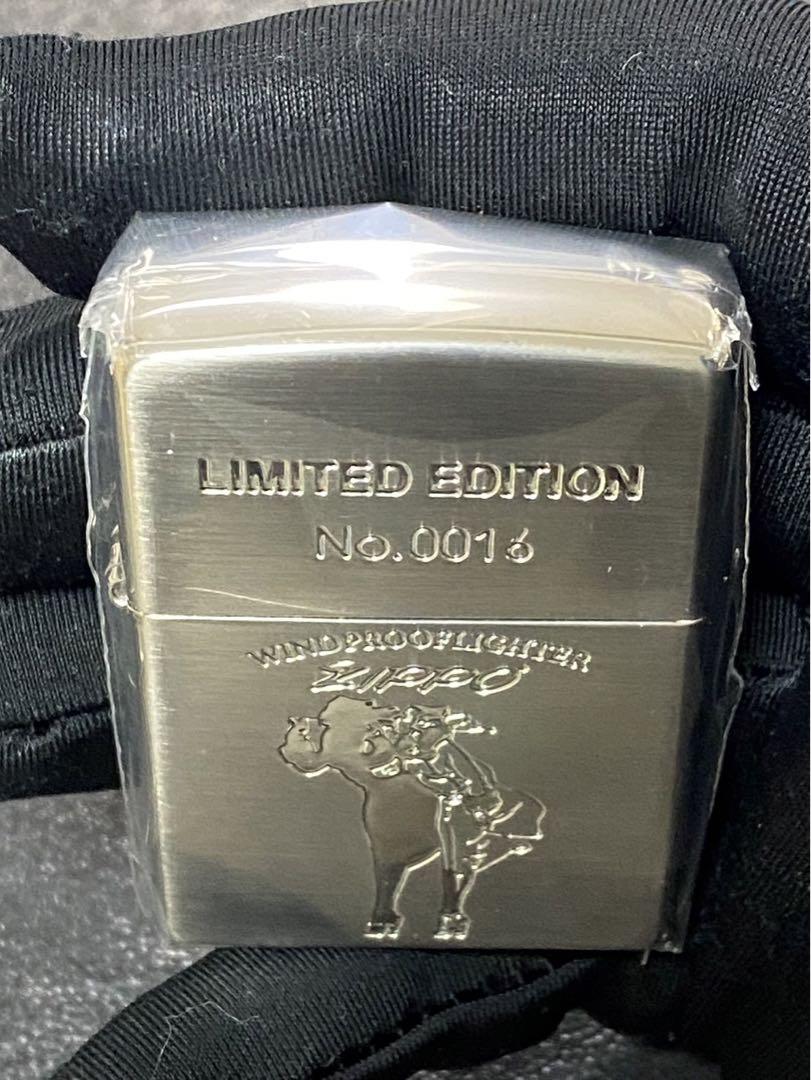 LIMITED EDITION
No.0016
WINDPROOFLIGHTER
ZIPPO